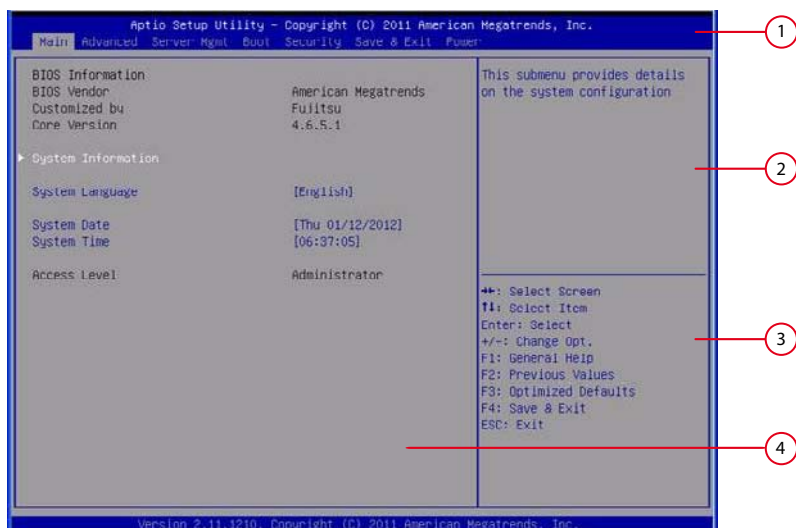 Aptio Setup Utility - Copyright (C) 2011 American Megatrends, Inc.
Main Advanced Server Mgmt Boot Security Save & Exit Power
1
BIOS Information
BIOS Vendor American Megatrends
Customized by Fujitsu
Core Version 4.6.5.1
System Information
System Language [English]
System Date [Thu 01/12/2012]
System Time [06:37:05]
Access Level Administrator
This submenu provides details
on the system configuration
2
→←: Select Screen
↑↓: Select Item
Enter: Select
+/-: Change Opt.
F1: General Help
F2: Previous Values
F3: Optimized Defaults
F4: Save & Exit
ESC: Exit
3
4
Version 2.11.1210. Copyright (C) 2011 American Megatrends, Inc.